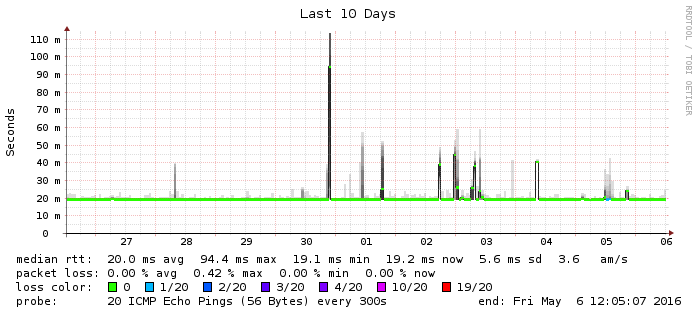 Last 10 Days
RRDTOOL / TOBI OETIKER
Seconds
110 m
100 m
90 m
80 m
70 m
60 m
50 m
40 m
30 m
20 m
10 m
0
27 28 29 30 01 02 03 04 05 06
median rtt: 20.0 ms avg 94.4 ms max 19.1 ms min 19.2 ms now 5.6 ms sd 3.6 am/s
packet loss: 0.00 % avg 0.42 % max 0.00 % min 0.00 % now
loss color: 0 1/20 2/20 3/20 4/20 10/20 19/20
probe: 20 ICMP Echo Pings (56 Bytes) every 300s end: Fri May 6 12:05:07 2016